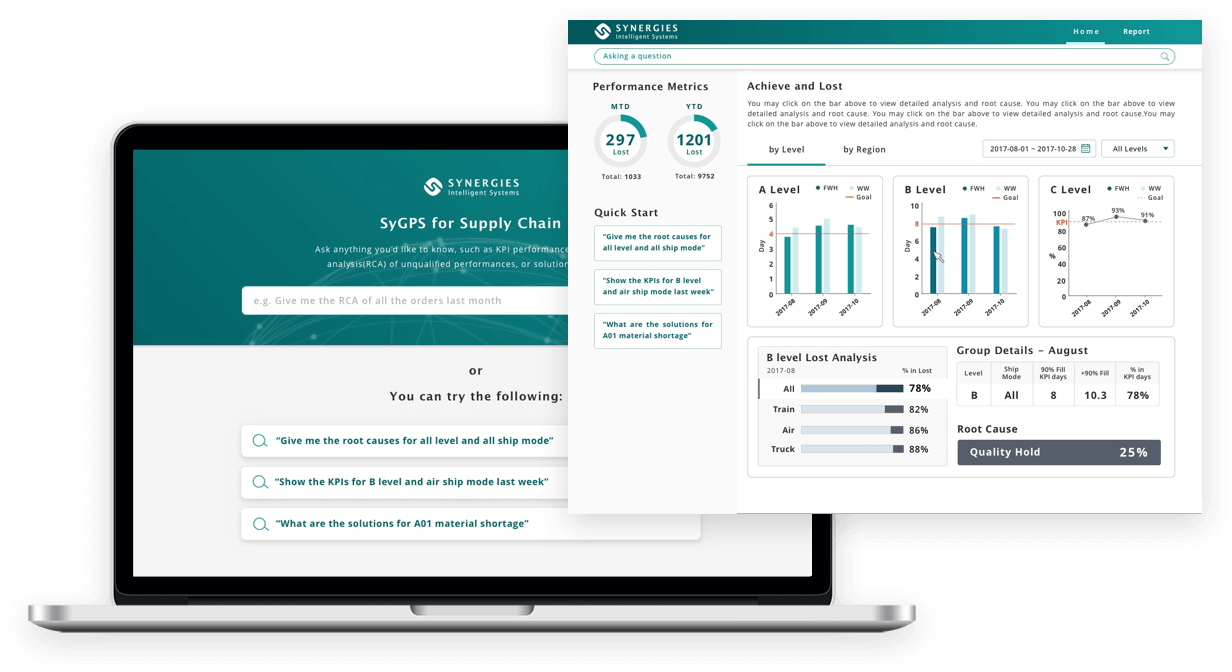 SYNERGIES
Intelligent Systems
SyGPS for Supply Chain
Ask anything you'd like to know, such as KPI performance
analysis(RCA) of unqualified performances, or solution
e.g. Give me the RCA of all the orders last month
or
You can try the following:
“Give me the root causes for all level and all ship mode”
“Show the KPIs for B level and air ship mode last week”
“What are the solutions for A01 material shortage”
SYNERGIES
Intelligent Systems
Home Report
Asking a question
Performance Metrics
MTD YTD
297 1201
Lost Lost
Total: 1033 Total: 9752
Quick Start
“Give me the root causes for
all level and all ship mode”
“Show the KPIs for B level
and air ship mode last week”
“What are the solutions for
A01 material shortage”
Achieve and Lost
You may click on the bar above to view detailed analysis and root cause. You may click on the bar above to view
detailed analysis and root cause. You may click on the bar above to view detailed analysis and root cause.You may
click on the bar above to view detailed analysis and root cause.
by Level by Region
2017-08-01 ~ 2017-10-28 All Levels
A Level FWH WW
Goal
6
5
4
3
2
1
0
Day
2017-08 2017-09 2017-10
B Level FWH WW
Goal
10
8
6
4
2
0
Day
2017-08 2017-09 2017-10
C Level FWH WW
Goal
100
KPI
80
60
40
20
0
%
87% 93% 91%
2017-08 2017-09 2017-10
B level Lost Analysis
2017-08 % in Lost
All 78%
Train 82%
Air 86%
Truck 88%
Group Details – August
Level Ship Mode 90% Fill KPI days +90% Fill % in KPI days
B All 8 10.3 78%
Root Cause
Quality Hold 25%